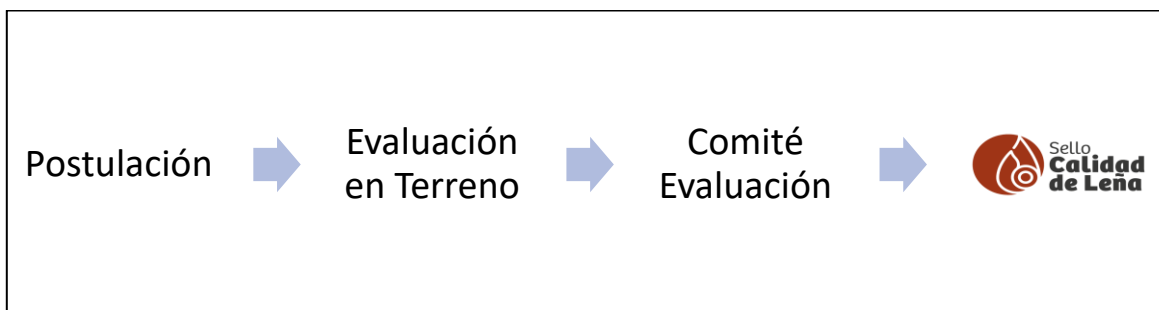 Postulación
Evaluación
en Terreno
Comité
Evaluación
Sello
Calidad
de Leña